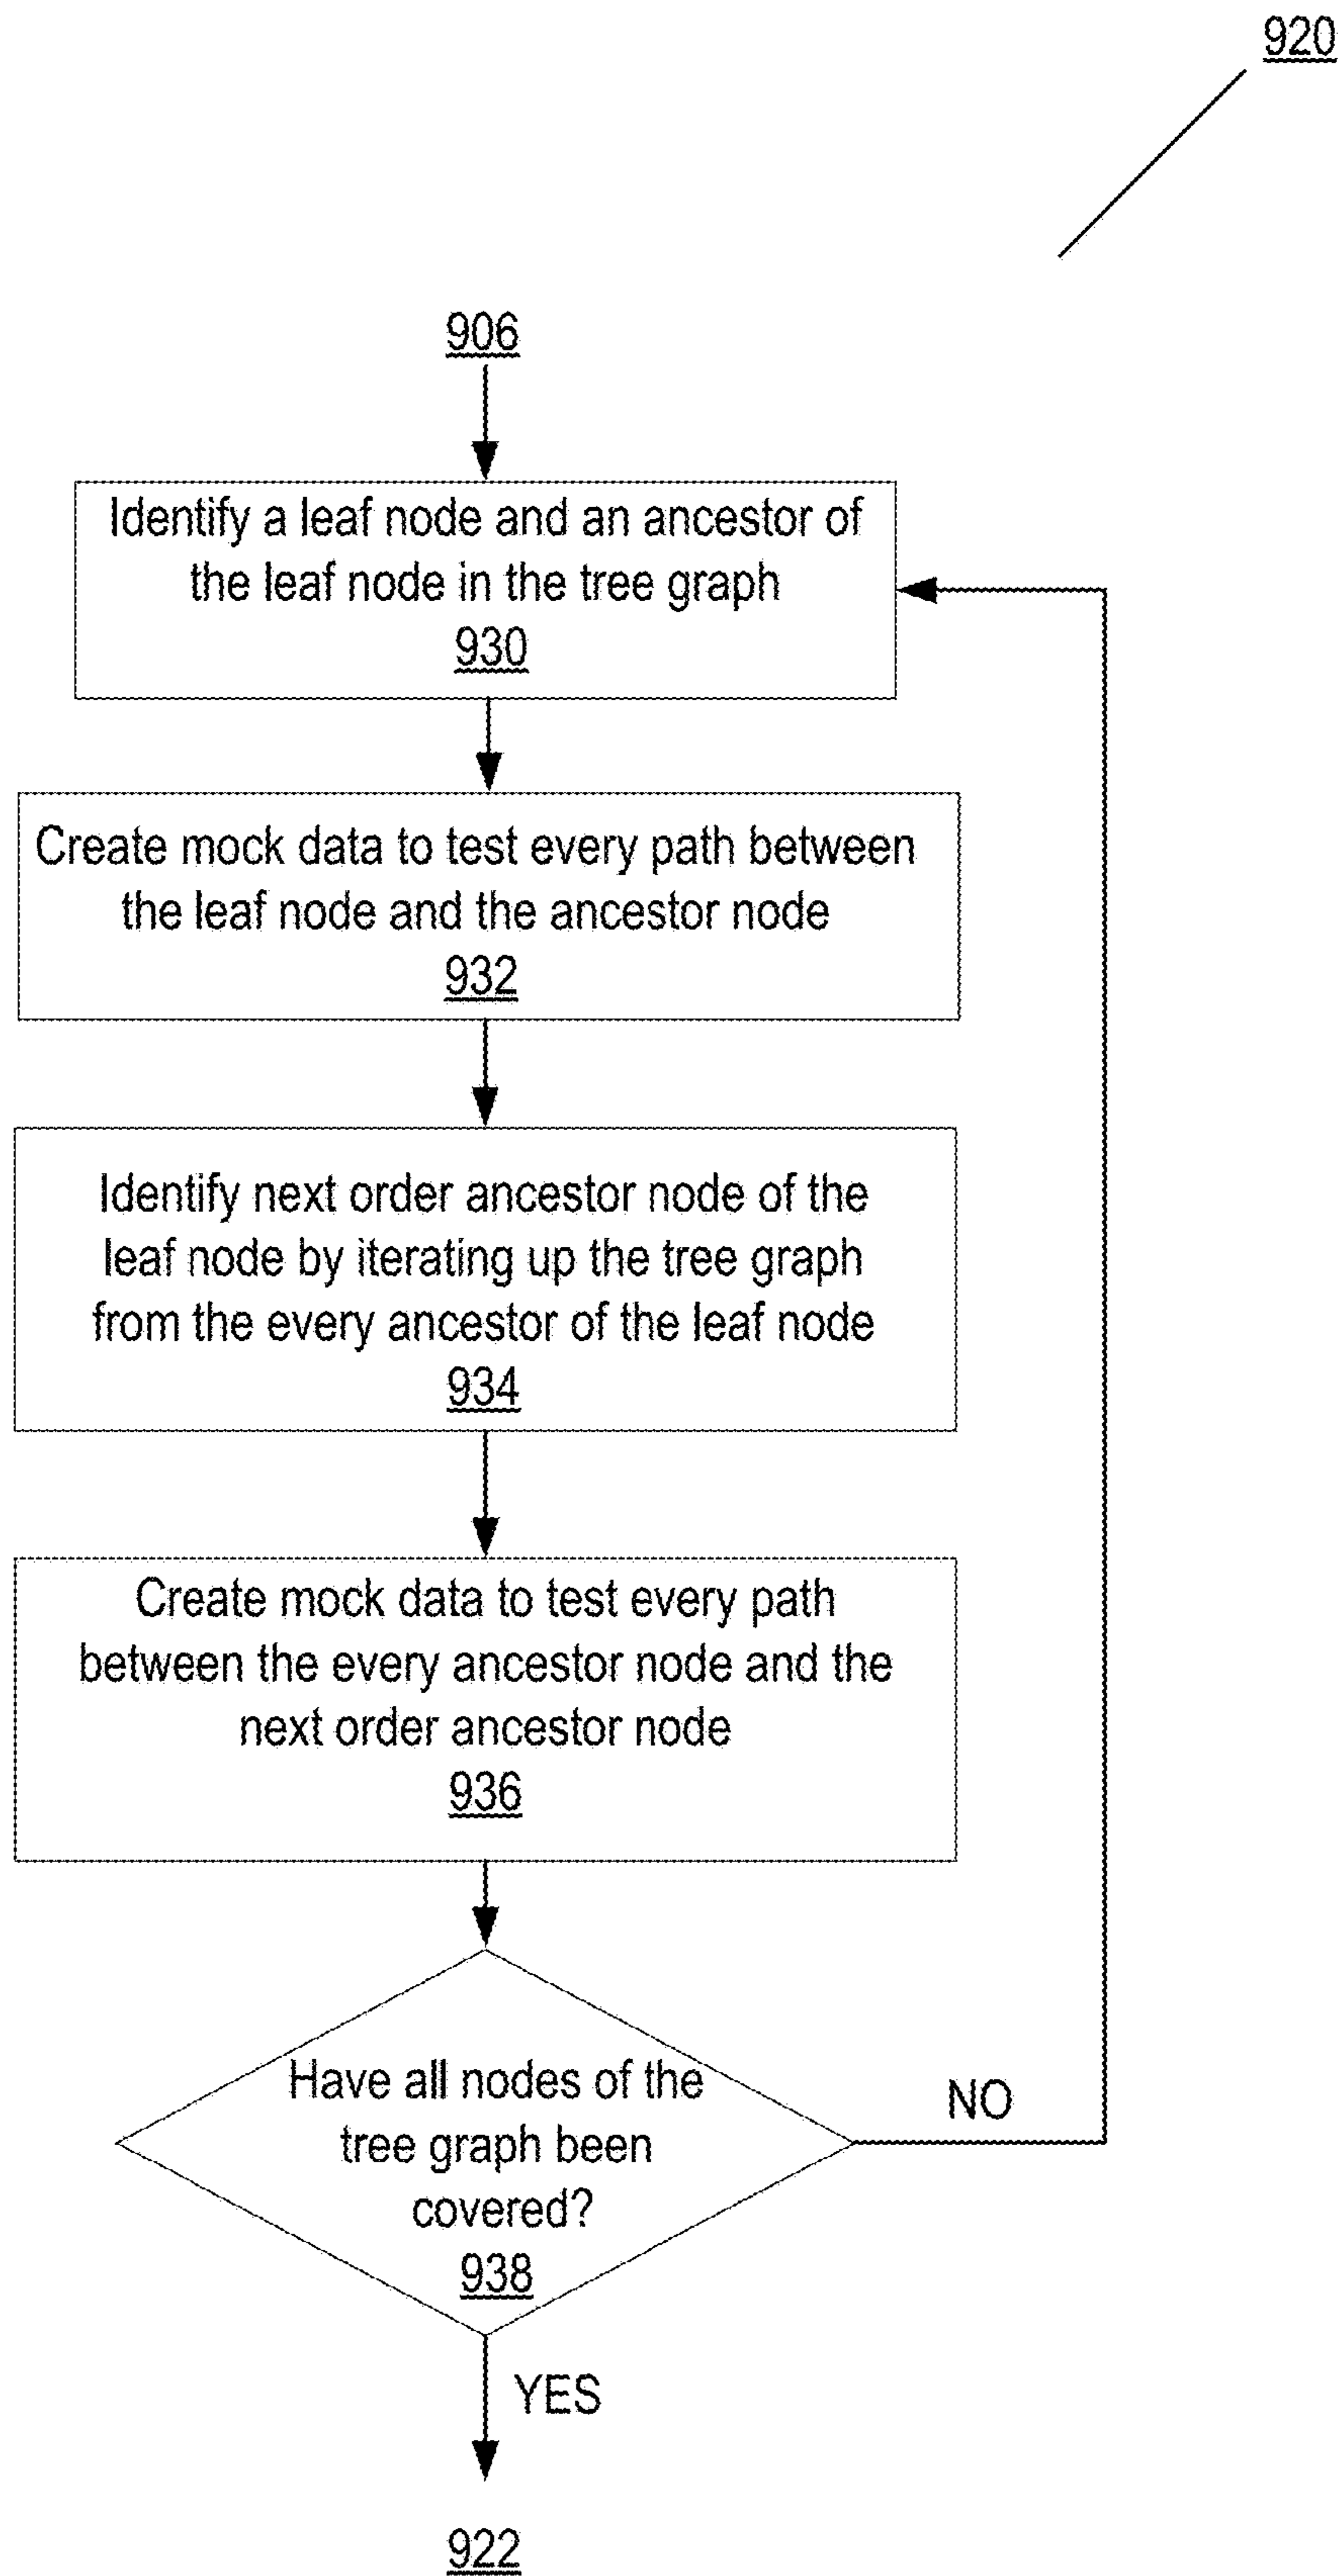 920
906
Identify a leaf node and an ancestor of
the leaf node in the tree graph
930
Create mock data to test every path between
the leaf node and the ancestor node
932
Identify next order ancestor node of the
leaf node by iterating up the tree graph
from the every ancestor of the leaf node
934
Create mock data to test every path
between the every ancestor node and the
next order ancestor node
936
Have all nodes of the
tree graph been
covered?
938
NO
YES
922